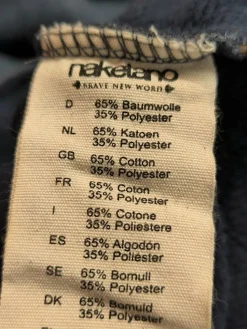 naketano
BRAVE NEW WORD
D 65% Baumwolle
35% Polyester
NL 65% Katoen
35% Polyester
GB 65% Cotton
35% Polyester
FR 65% Coton
35% Polyester
I 65% Cotone
35% Poliestere
ES 65% Algodón
35% Poliéster
SE 65% Bomull
35% Polyester
DK 65% Bomuld
35% Polyester